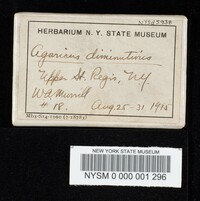 HERBARIUM N. Y. STATE MUSEUM
Agaricus diminutivus
Upper St. Regis, N.Y.
W.A. Murrill
# 18. Aug. 25-31 1915
NEW YORK STATE MUSEUM
NYSM 0 000 001 296